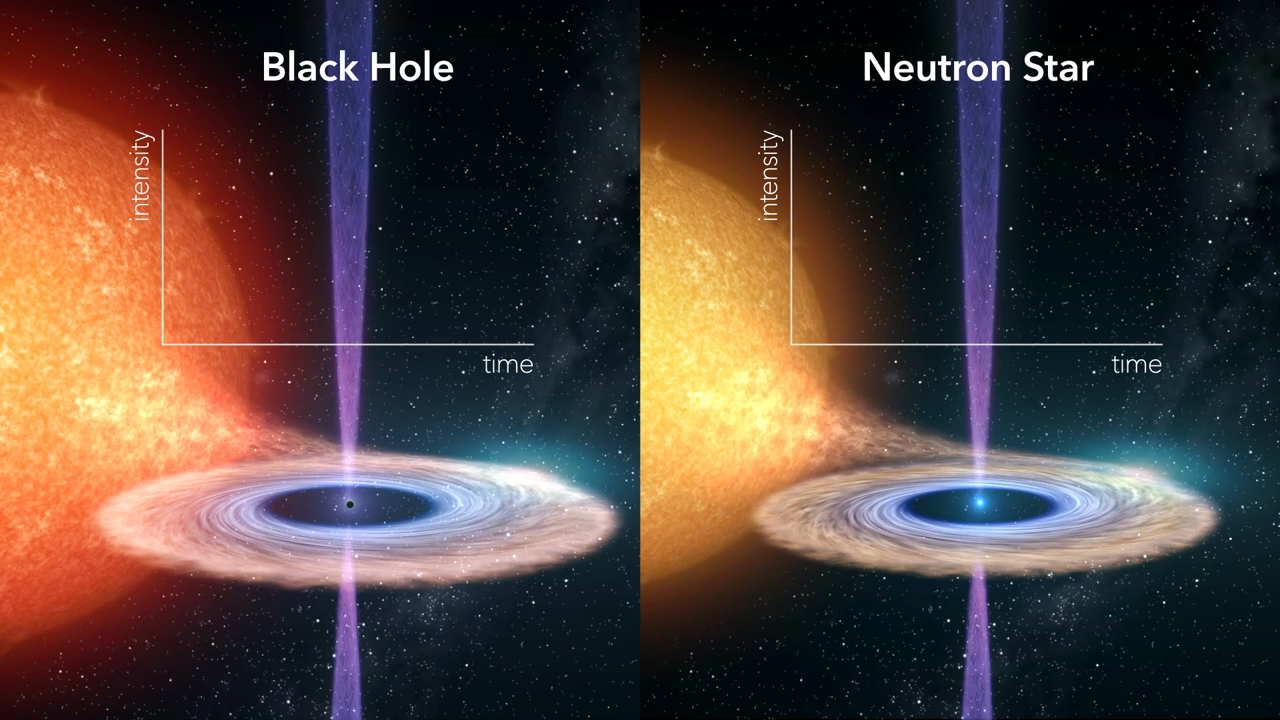 Black Hole
intensity
time
Neutron Star
intensity
time